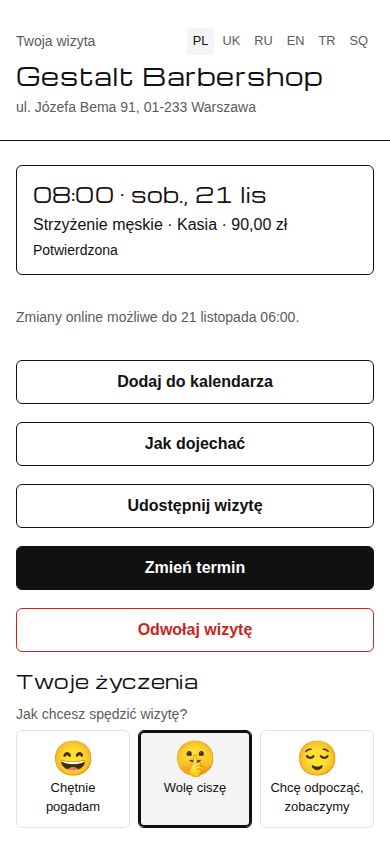 Twoja wizyta
PL UK RU EN TR SQ
Gestalt Barbershop
ul. Józefa Bema 91, 01-233 Warszawa
08:00 · sob., 21 lis
Strzyżenie męskie · Kasia · 90,00 zł
Potwierdzona
Zmiany online możliwe do 21 listopada 06:00.
Dodaj do kalendarza
Jak dojechać
Udostępnij wizytę
Zmień termin
Odwołaj wizytę
Twoje życzenia
Jak chcesz spędzić wizytę?
Chętnie
pogadam
Wolę ciszę
Chcę odpocząć,
zobaczymy